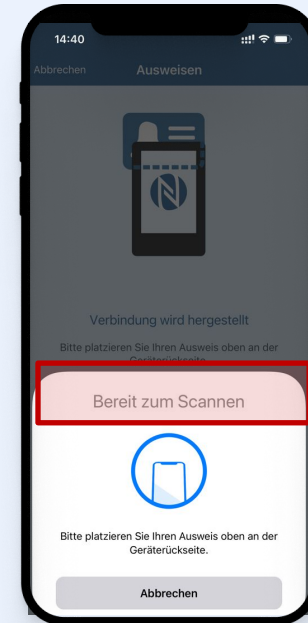 14:40
Abbrechen Ausweisen
Verbindung wird hergestellt
Bitte platzieren Sie Ihren Ausweis oben an der
Geräterückseite.
Bereit zum Scannen
Bitte platzieren Sie Ihren Ausweis oben an der
Geräterückseite.
Abbrechen